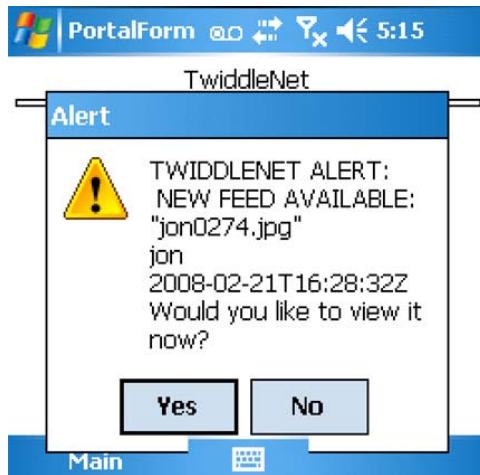 PortalForm 5:15
TwiddleNet
Alert
TWIDDLENET ALERT:
NEW FEED AVAILABLE:
"jon0274.jpg"
jon
2008-02-21T16:28:32Z
Would you like to view it
now?
Yes No
Main